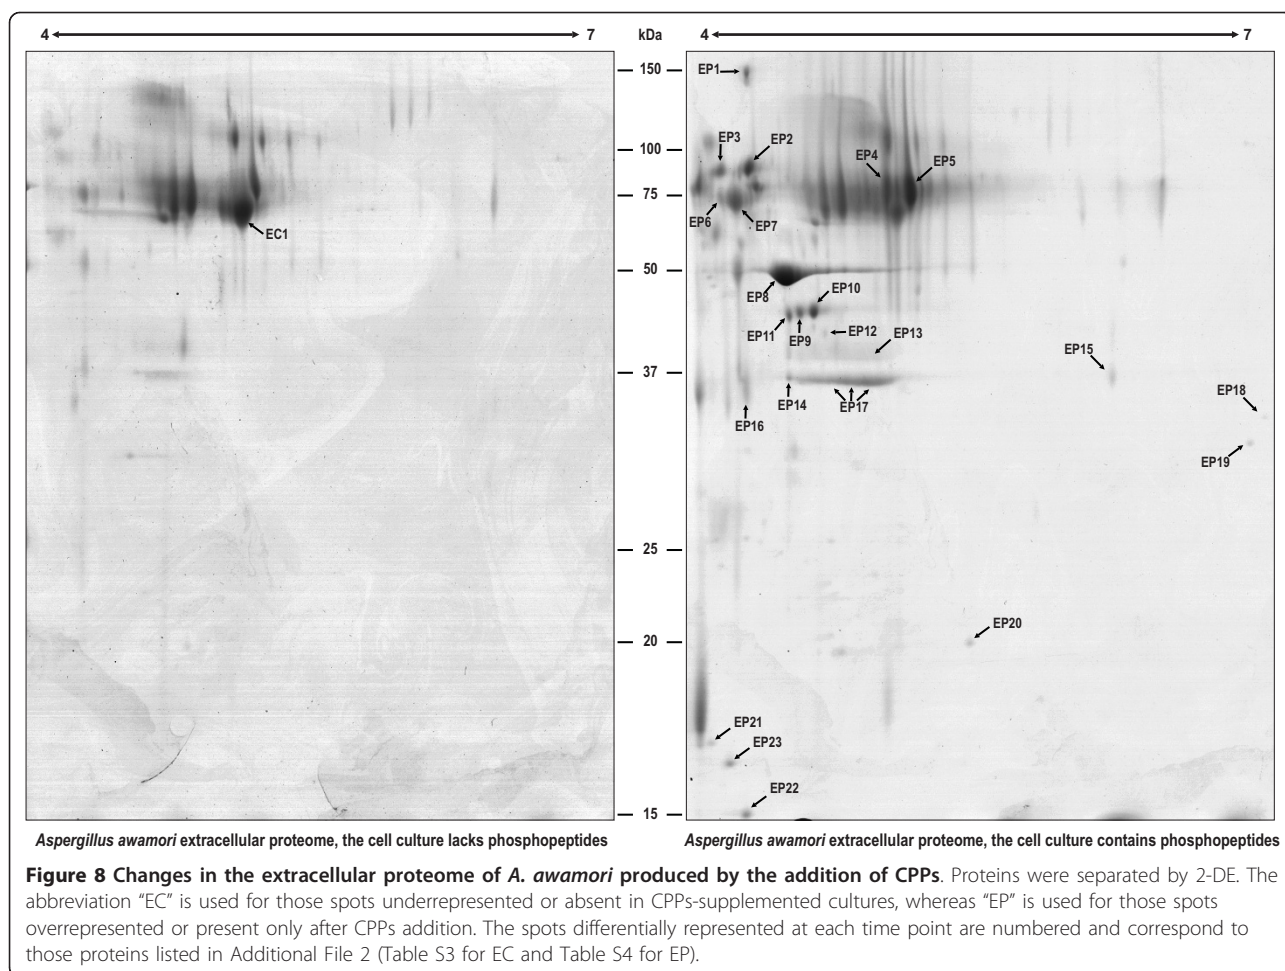 4 7 kDa 4 7
150
100
75
50
37
25
20
15
EC1
EP1
EP3 EP2
EP4 EP5
EP6 EP7
EP8 EP10
EP11 EP9 EP12 EP13
EP15
EP14 EP17
EP16
EP18
EP19
EP20
EP21
EP23
EP22
Aspergillus awamori extracellular proteome, the cell culture lacks phosphopeptides
Aspergillus awamori extracellular proteome, the cell culture contains phosphopeptides
Figure 8 Changes in the extracellular proteome of A. awamori produced by the addition of CPPs. Proteins were separated by 2-DE. The
abbreviation “EC” is used for those spots underrepresented or absent in CPPs-supplemented cultures, whereas “EP” is used for those spots
overrepresented or present only after CPPs addition. The spots differentially represented at each time point are numbered and correspond to
those proteins listed in Additional File 2 (Table S3 for EC and Table S4 for EP).